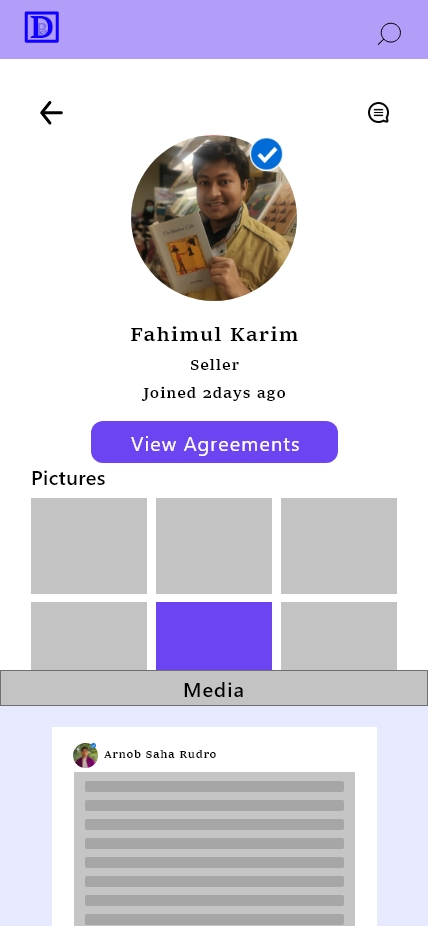 D
Fahimul Karim
Seller
Joined 2days ago
View Agreements
Pictures
Media
Arnob Saha Rudro